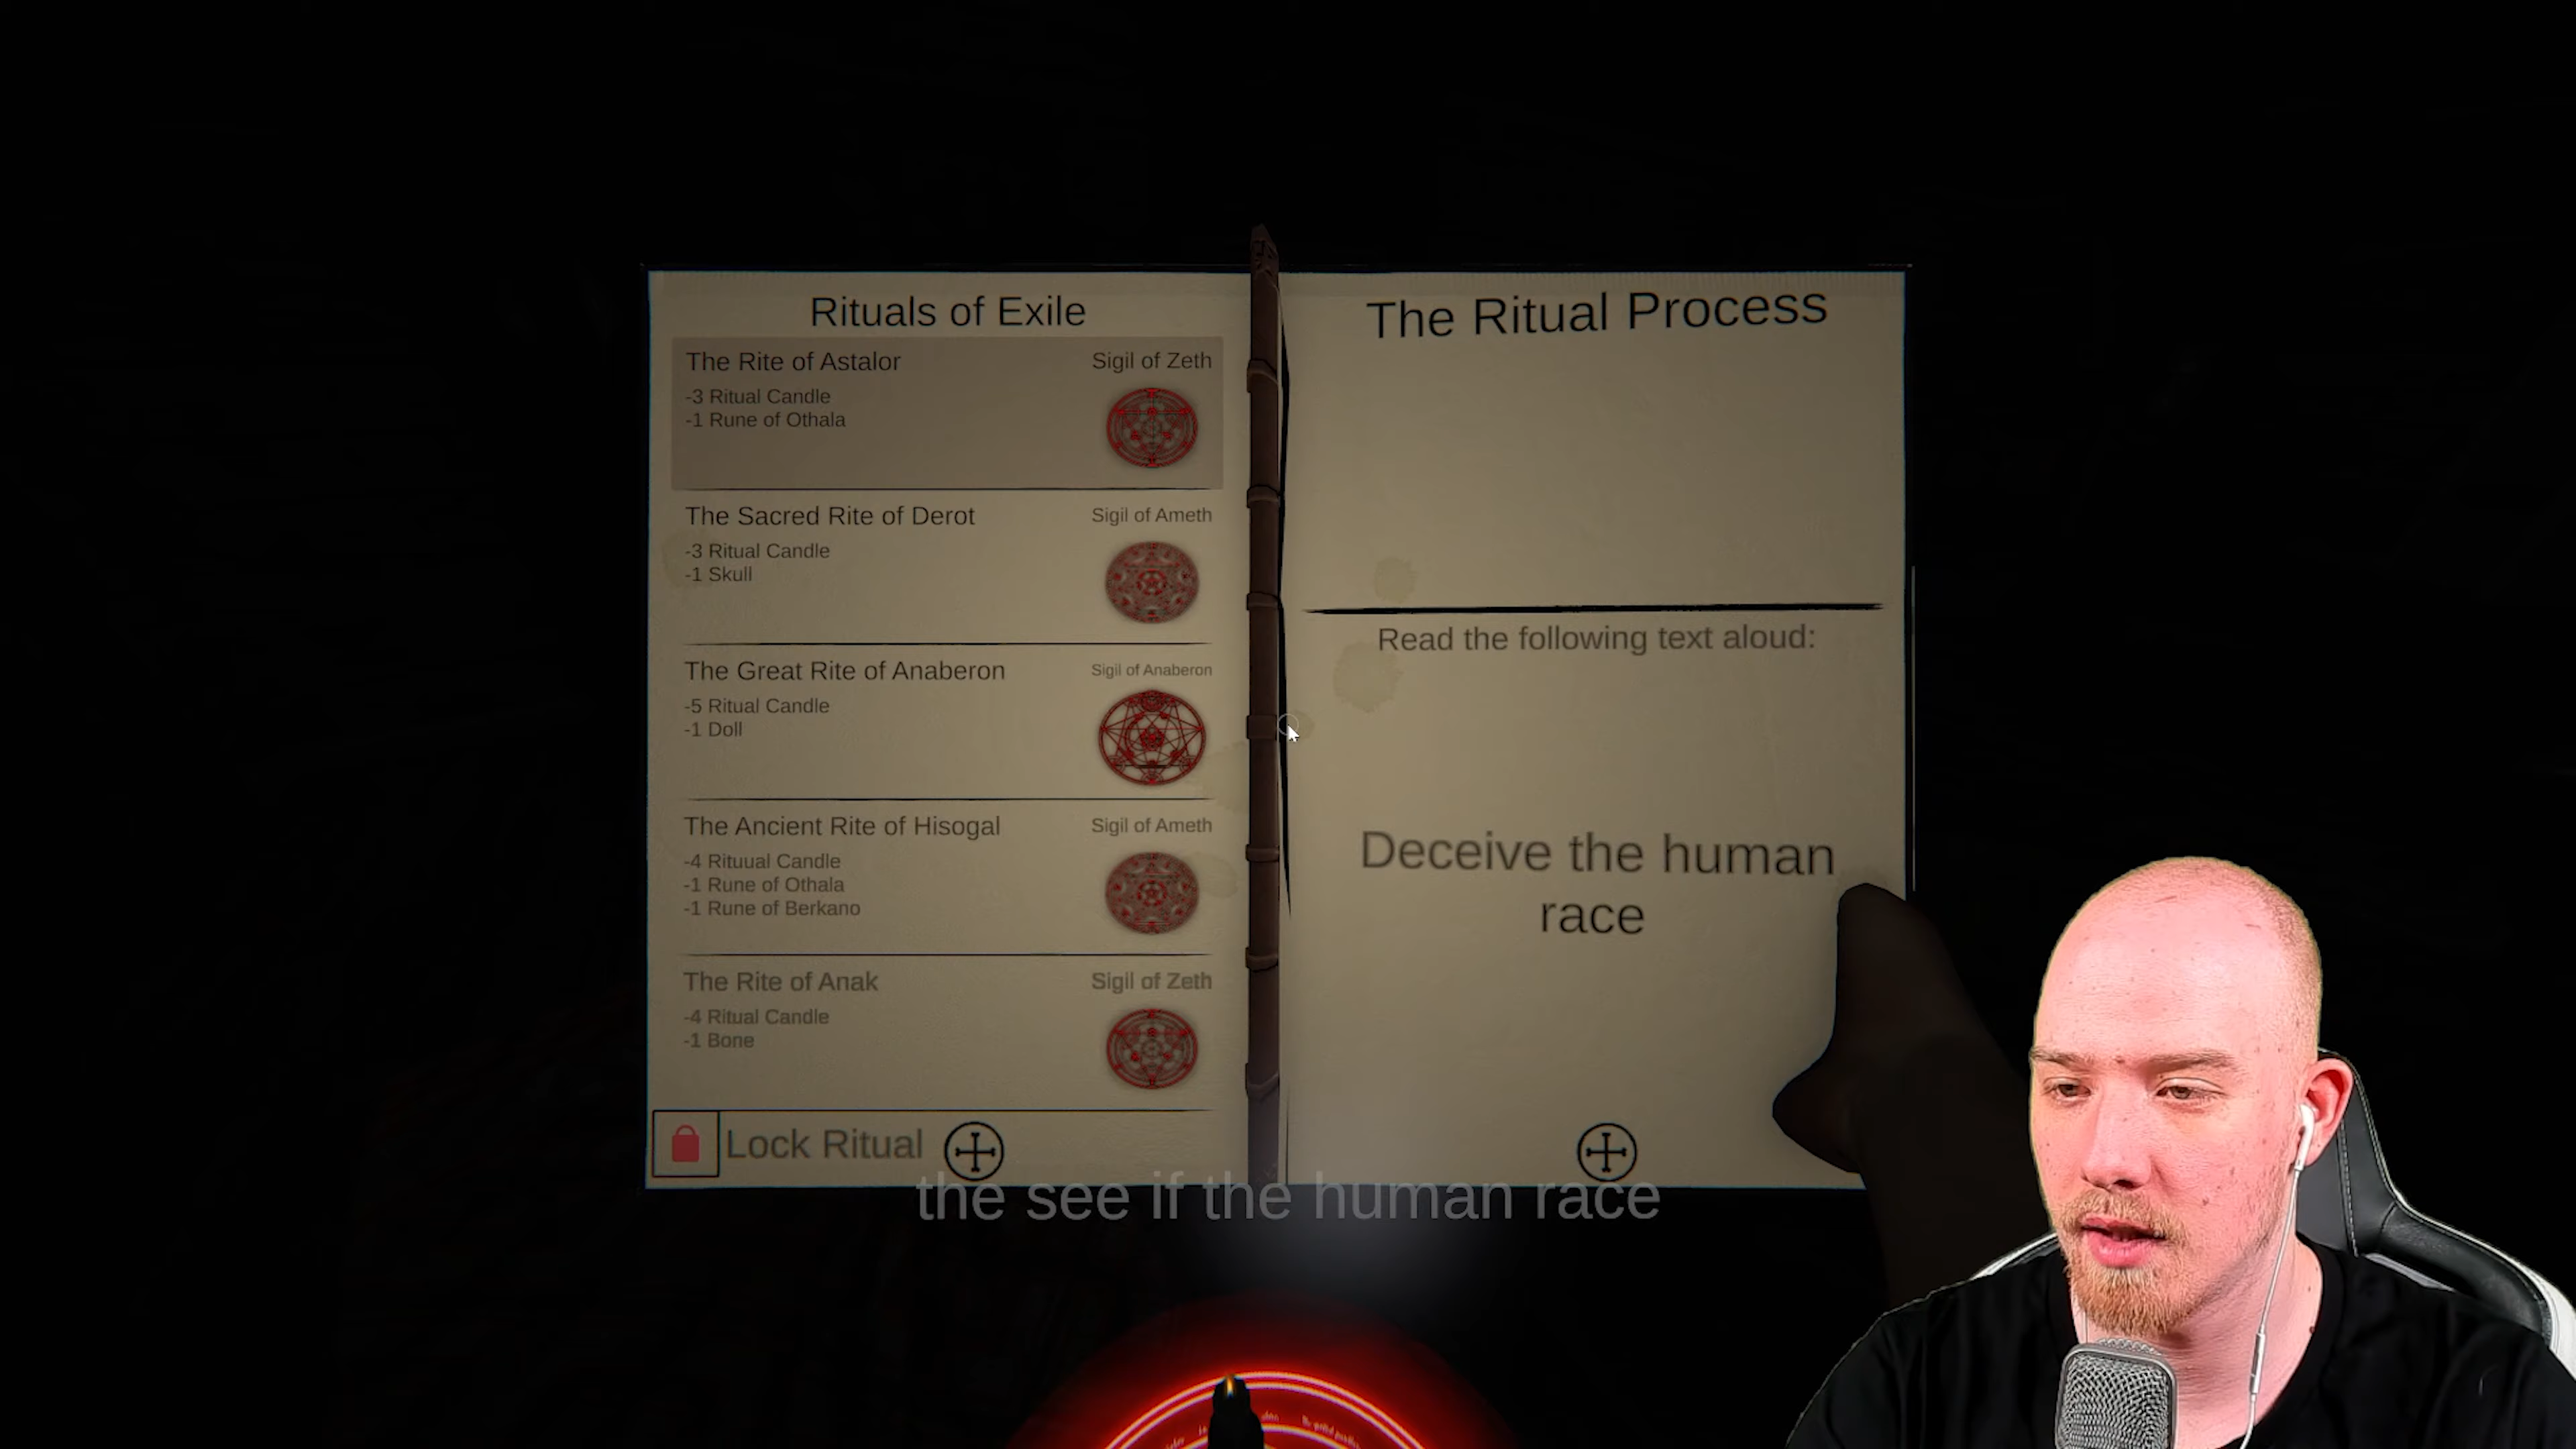 Rituals of Exile
The Rite of Astalor
Sigil of Zeth
-3 Ritual Candle
-1 Rune of Othala
The Sacred Rite of Derot
Sigil of Ameth
-3 Ritual Candle
-1 Skull
The Great Rite of Anaberon
Sigil of Anaberon
-5 Ritual Candle
-1 Doll
The Ancient Rite of Hisogal
Sigil of Ameth
-4 Rituual Candle
-1 Rune of Othala
-1 Rune of Berkano
The Rite of Anak
Sigil of Zeth
-4 Ritual Candle
-1 Bone
Lock Ritual
The Ritual Process
Read the following text aloud:
Deceive the human
race
the see if the human race